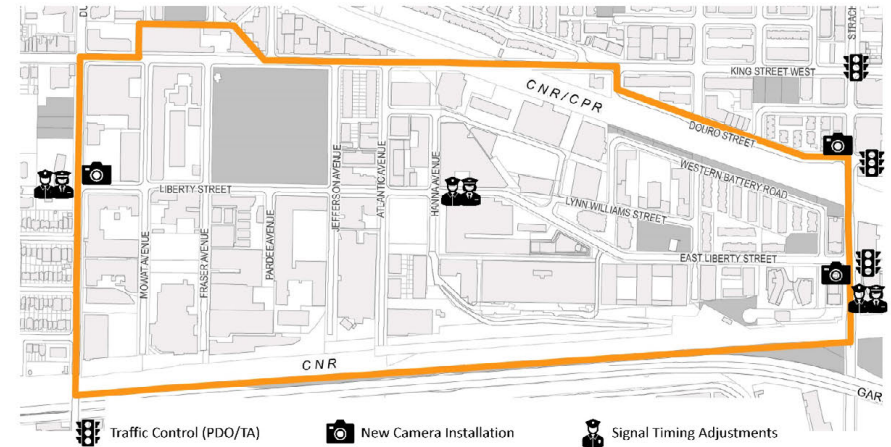 DU
STRACH
KING STREET WEST
CNR/CPR
DOURO STREET
WESTERN BATTERY ROAD
LIBERTY STREET
JEFFERSON AVENUE
ATLANTIC AVENUE
HANNA AVENUE
LYNN WILLIAMS STREET
MOWAT AVENUE
FRASER AVENUE
PARDEE AVENUE
EAST LIBERTY STREET
CNR
GAR
Traffic Control (PDO/TA)
New Camera Installation
Signal Timing Adjustments